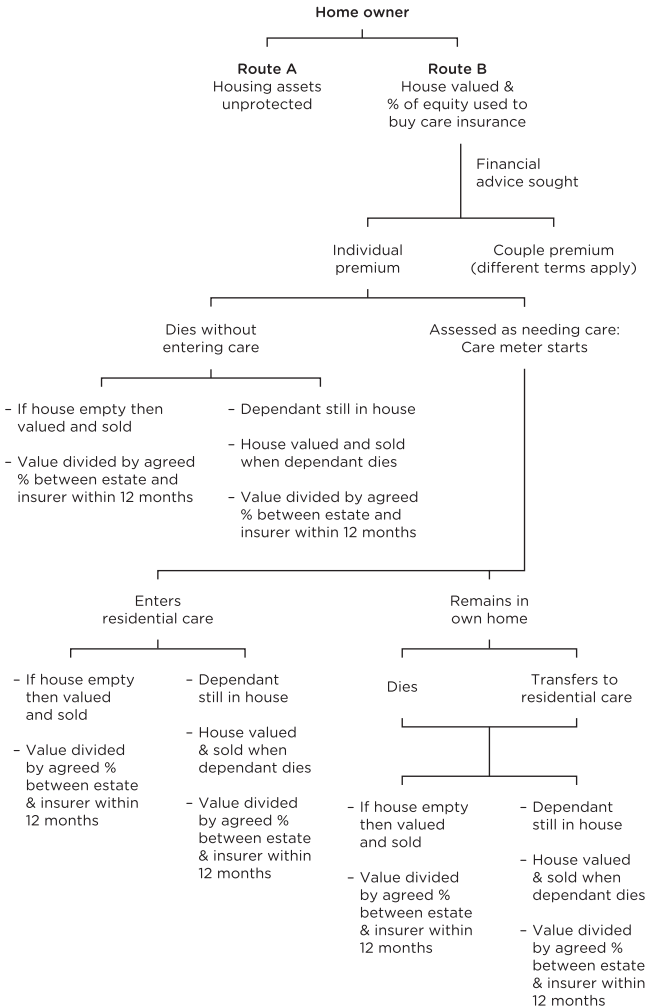 Home owner
Route A
Housing assets
unprotected
Route B
House valued &
% of equity used to
buy care insurance
Financial
advice sought
Individual
premium
Couple premium
(different terms apply)
Dies without
entering care
Assessed as needing care:
Care meter starts
– If house empty then
valued and sold
– Value divided by agreed
% between estate and
insurer within 12 months
– Dependant still in house
– House valued and sold
when dependant dies
– Value divided by agreed
% between estate and
insurer within 12 months
Enters
residential care
Remains in
own home
– If house empty
then valued
and sold
– Value divided
by agreed %
between estate
& insurer within
12 months
– Dependant
still in house
– House valued
& sold when
dependant dies
– Value divided
by agreed %
between estate
& insurer within
12 months
Dies
Transfers to
residential care
– If house empty
then valued
and sold
– Value divided
by agreed %
between estate
& insurer within
12 months
– Dependant
still in house
– House valued
& sold when
dependant dies
– Value divided
by agreed %
between estate
& insurer within
12 months